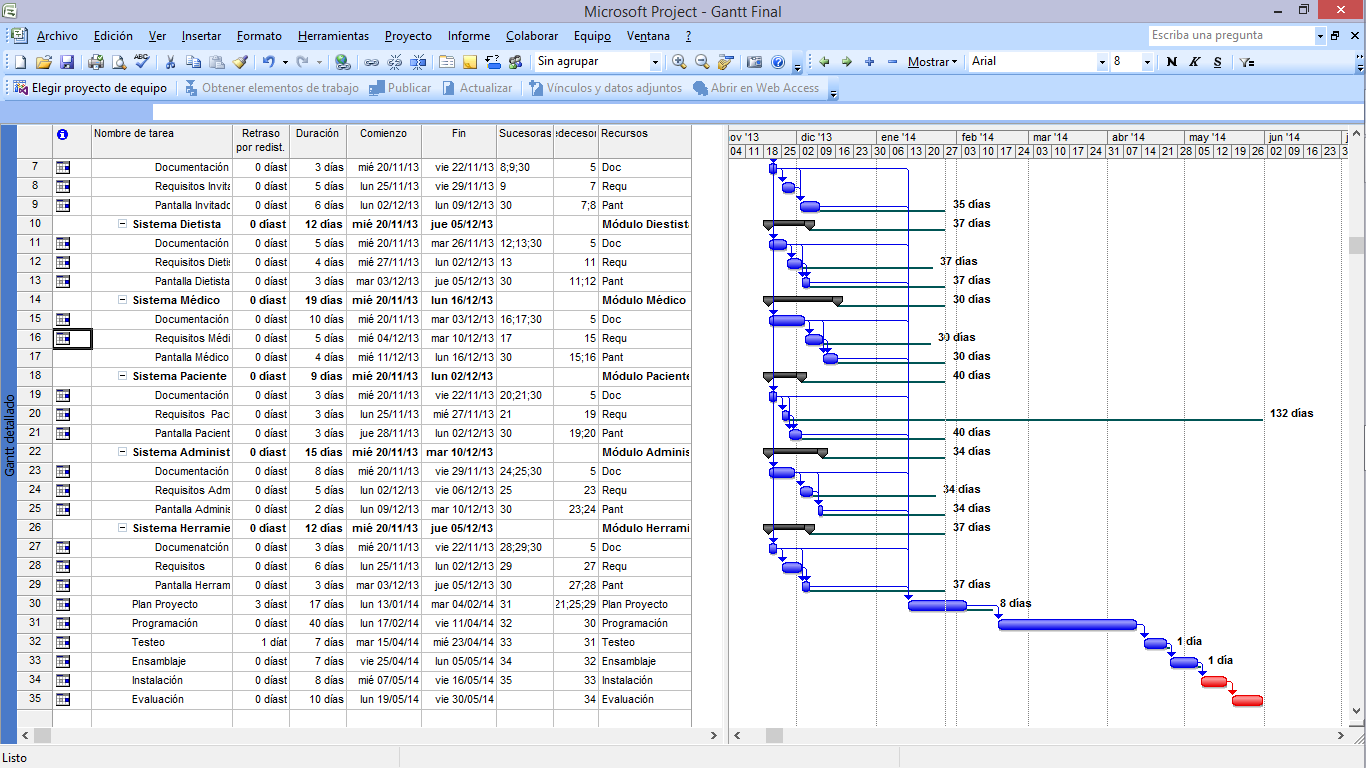 Microsoft Project - Gantt Final
Archivo Edición Ver Insertar Formato Herramientas Proyecto Informe Colaborar Equipo Ventana ? Escriba una pregunta
Sin agrupar Mostrar Arial 8 N K S
Elegir proyecto de equipo Obtener elementos de trabajo Publicar Actualizar Vínculos y datos adjuntos Abrir en Web Access
Nombre de tarea Retraso por redist. Duración Comienzo Fin Sucesoras edecesor Recursos
ov '13 dic '13 ene '14 feb '14 mar '14 abr '14 may '14 jun '14
04 11 18 25 02 09 16 23 30 06 13 20 27 03 10 17 24 03 10 17 24 31 07 14 21 28 05 12 19 26 02 09 16 23 3
7 Documentación 0 díast 3 días mié 20/11/13 vie 22/11/13 8;9;30 5 Doc
8 Requisitos Invita 0 díast 5 días lun 25/11/13 vie 29/11/13 9 7 Requ
9 Pantalla Invitado 0 díast 6 días lun 02/12/13 lun 09/12/13 30 7;8 Pant 35 días
10 Sistema Dietista 0 díast 12 días mié 20/11/13 jue 05/12/13 Módulo Diestist 37 días
11 Documentación 0 díast 5 días mié 20/11/13 mar 26/11/13 12;13;30 5 Doc
12 Requisitos Dieti 0 díast 4 días mié 27/11/13 lun 02/12/13 13 11 Requ 37 días
13 Pantalla Dietista 0 díast 3 días mar 03/12/13 jue 05/12/13 30 11;12 Pant 37 días
14 Sistema Médico 0 díast 19 días mié 20/11/13 lun 16/12/13 Módulo Médico 30 días
15 Documentación 0 díast 10 días mié 20/11/13 mar 03/12/13 16;17;30 5 Doc
16 Requisitos Médi 0 díast 5 días mié 04/12/13 mar 10/12/13 17 15 Requ 30 días
17 Pantalla Médico 0 díast 4 días mié 11/12/13 lun 16/12/13 30 15;16 Pant 30 días
18 Sistema Paciente 0 díast 9 días mié 20/11/13 lun 02/12/13 Módulo Paciente 40 días
19 Documentación 0 díast 3 días mié 20/11/13 vie 22/11/13 20;21;30 5 Doc
20 Requisitos Pac 0 díast 3 días lun 25/11/13 mié 27/11/13 21 19 Requ 132 días
21 Pantalla Pacient 0 díast 3 días jue 28/11/13 lun 02/12/13 30 19;20 Pant 40 días
22 Sistema Administ 0 díast 15 días mié 20/11/13 mar 10/12/13 Módulo Adminis 34 días
23 Documentación 0 díast 8 días mié 20/11/13 vie 29/11/13 24;25;30 5 Doc
24 Requisitos Adm 0 díast 5 días lun 02/12/13 vie 06/12/13 25 23 Requ 34 días
25 Pantalla Adminis 0 díast 2 días lun 09/12/13 mar 10/12/13 30 23;24 Pant 34 días
26 Sistema Herramie 0 díast 12 días mié 20/11/13 jue 05/12/13 Módulo Herrami 37 días
27 Documenatción 0 díast 3 días mié 20/11/13 vie 22/11/13 28;29;30 5 Doc
28 Requisitos 0 díast 6 días lun 25/11/13 lun 02/12/13 29 27 Requ
29 Pantalla Herram 0 díast 3 días mar 03/12/13 jue 05/12/13 30 27;28 Pant 37 días
30 Plan Proyecto 3 díast 17 días lun 13/01/14 mar 04/02/14 31 21;25;29 Plan Proyecto 8 días
31 Programación 0 díast 40 días lun 17/02/14 vie 11/04/14 32 30 Programación
32 Testeo 1 díat 7 días mar 15/04/14 mié 23/04/14 33 31 Testeo 1 día
33 Ensamblaje 0 díast 7 días vie 25/04/14 lun 05/05/14 34 32 Ensamblaje 1 día
34 Instalación 0 díast 8 días mié 07/05/14 vie 16/05/14 35 33 Instalación
35 Evaluación 0 díast 10 días lun 19/05/14 vie 30/05/14 34 Evaluación
Gantt detallado
Listo